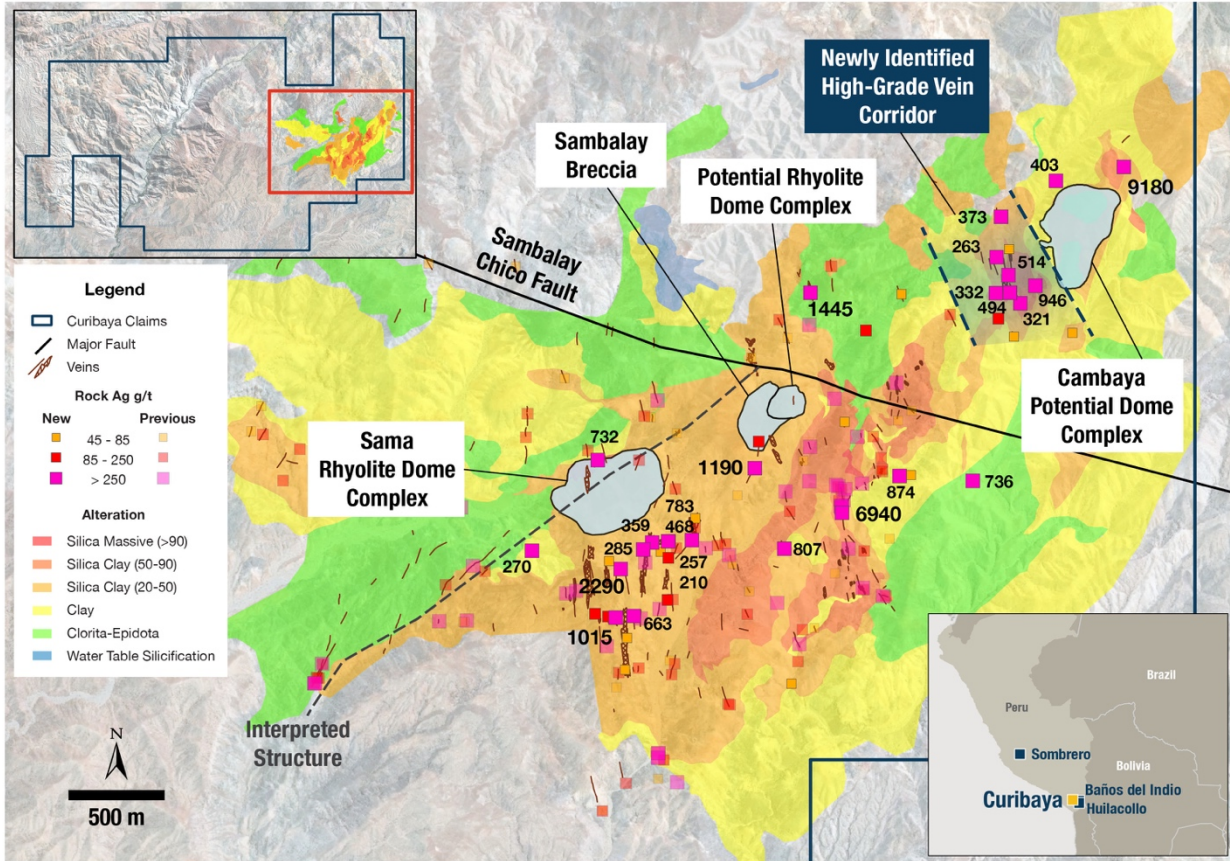 Newly Identified
High-Grade Vein
Corridor
Sambalay
Breccia
Potential Rhyolite
Dome Complex
403
9180
373
Sambalay
Chico Fault
263
514
Legend
Curibaya Claims
Major Fault
Veins
Rock Ag g/t
New
Previous
45 - 85
85 - 250
> 250
Alteration
Silica Massive (>90)
Silica Clay (50-90)
Silica Clay (20-50)
Clay
Clorita-Epidota
Water Table Silicification
1445
332
946
494
321
Cambaya
Potential Dome
Complex
Sama
Rhyolite Dome
Complex
732
1190
874
736
783
6940
359
468
285
257
807
270
210
2290
1015
663
Interpreted
Structure
N
500 m
Brazil
Peru
Sombrero
Bolivia
Curibaya
Baños del Indio
Huilacollo